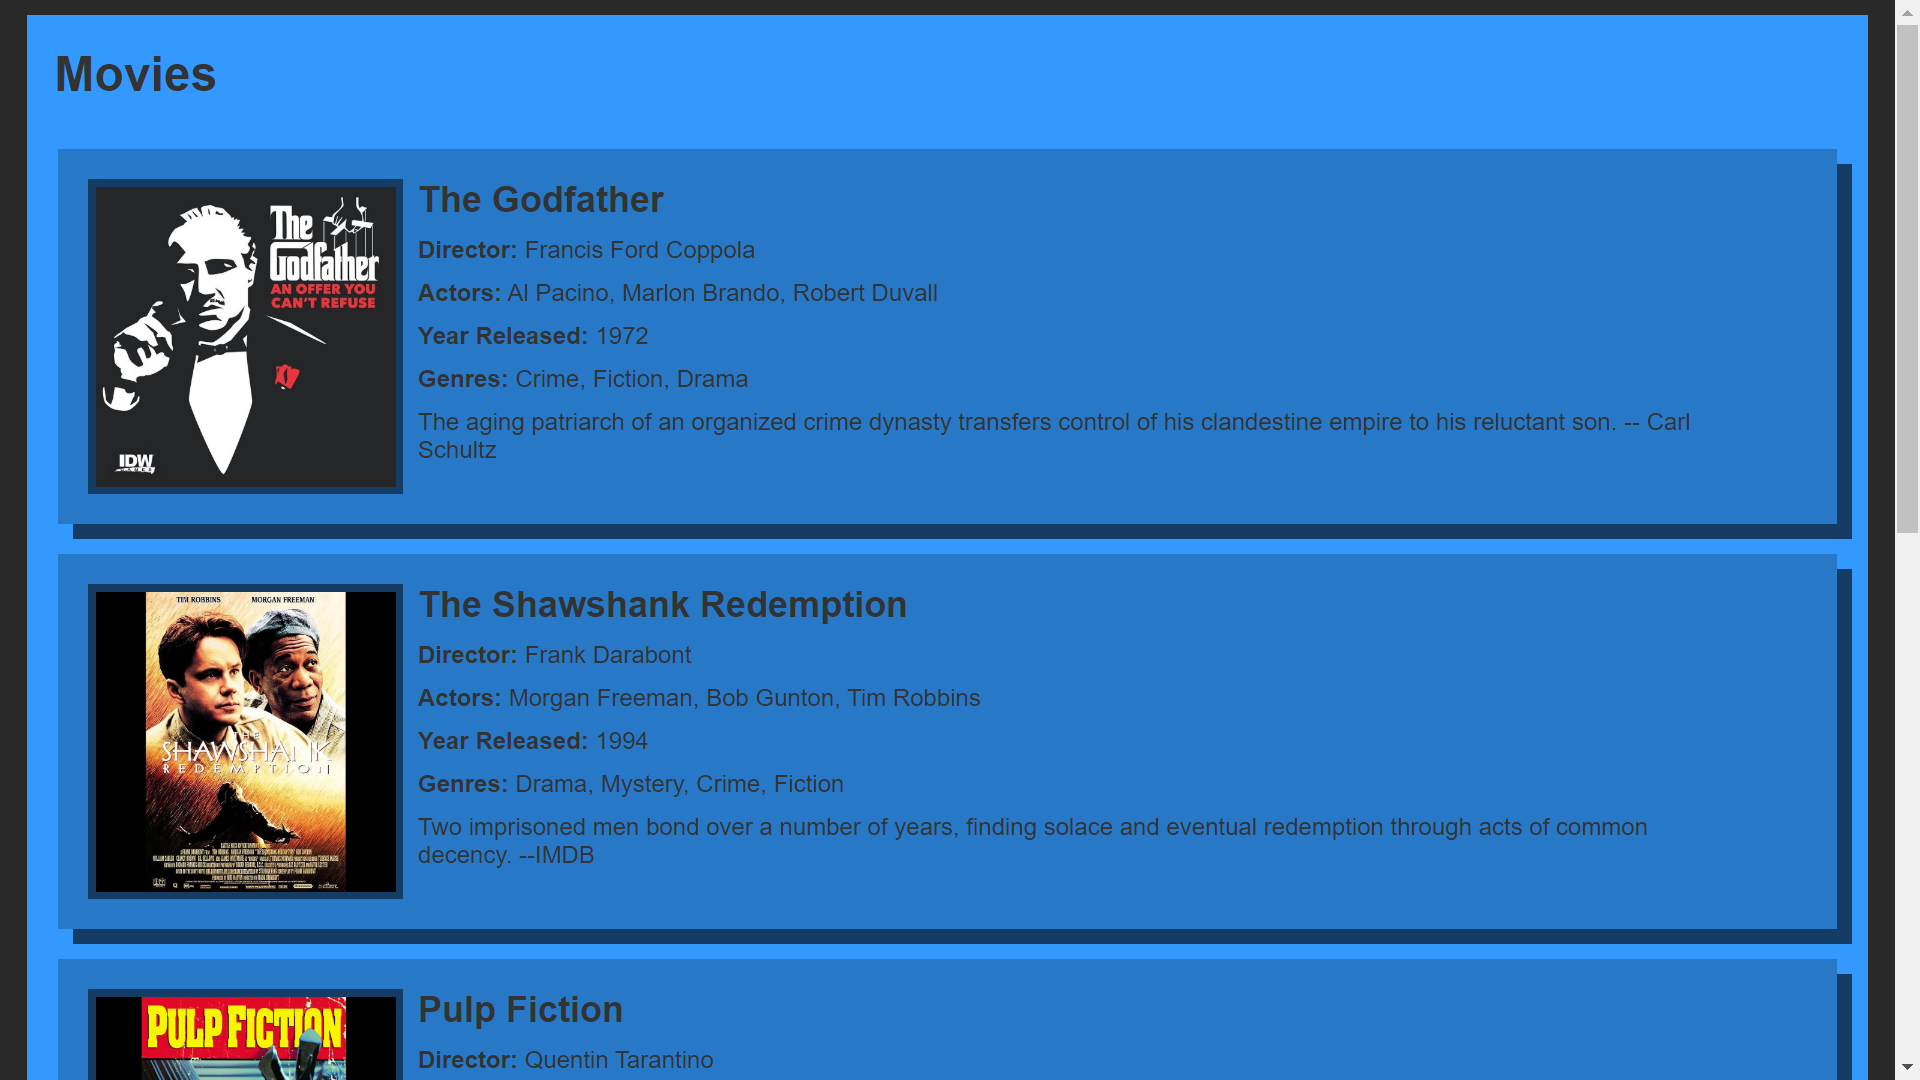 Movies
The Godfather
AN OFFER YOU
CAN'T REFUSE
IDW
GAMES
The Godfather
Director: Francis Ford Coppola
Actors: Al Pacino, Marlon Brando, Robert Duvall
Year Released: 1972
Genres: Crime, Fiction, Drama
The aging patriarch of an organized crime dynasty transfers control of his clandestine empire to his reluctant son. -- Carl
Schultz
TIM ROBBINS MORGAN FREEMAN
THE
SHAWSHANK
REDEMPTION
The Shawshank Redemption
Director: Frank Darabont
Actors: Morgan Freeman, Bob Gunton, Tim Robbins
Year Released: 1994
Genres: Drama, Mystery, Crime, Fiction
Two imprisoned men bond over a number of years, finding solace and eventual redemption through acts of common
decency. --IMDB
PULP FICTION
Pulp Fiction
Director: Quentin Tarantino